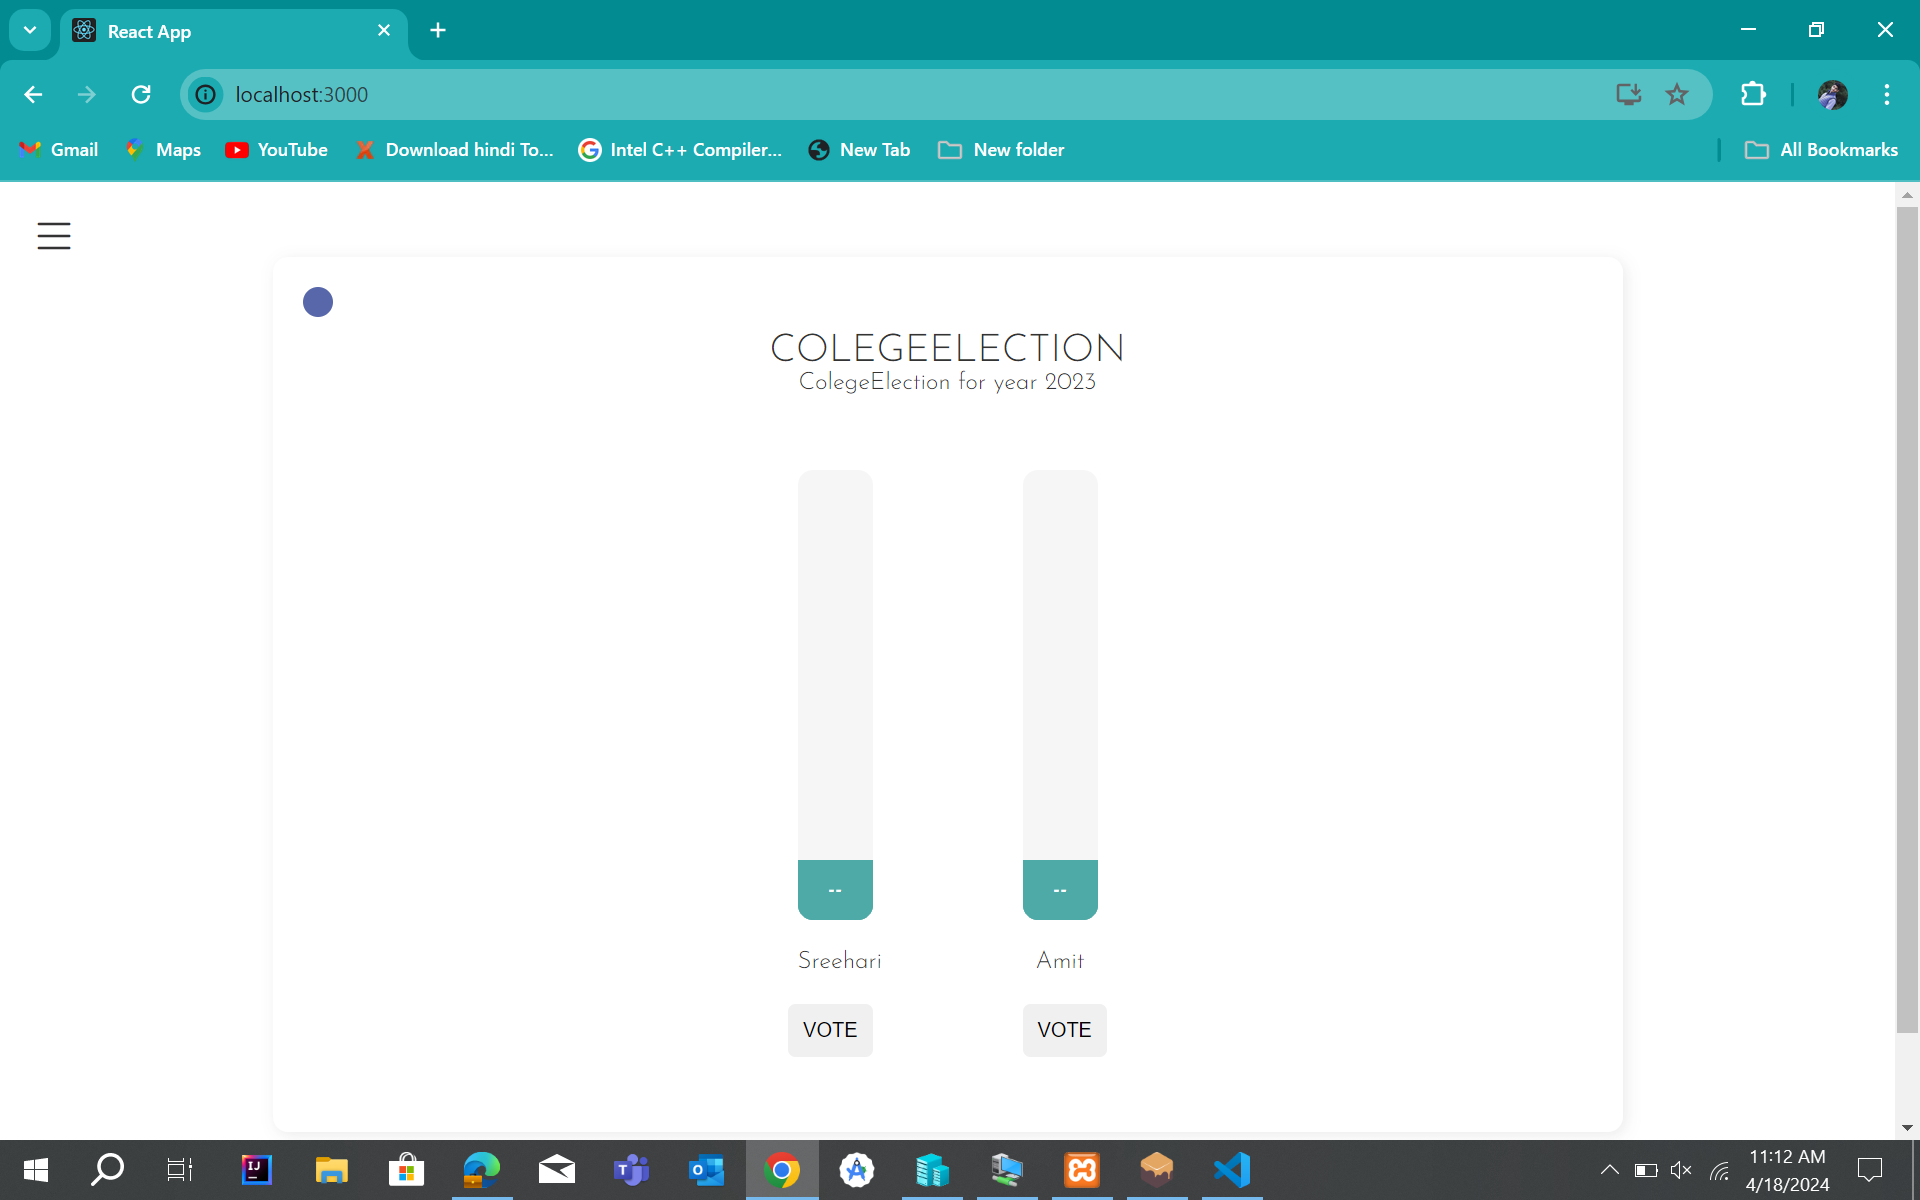 React App
localhost:3000
Gmail
Maps
YouTube
Download hindi To...
Intel C++ Compiler...
New Tab
New folder
All Bookmarks
COLEGEELECTION
ColegeElection for year 2023
-- --
Sreehari Amit
VOTE VOTE
11:12 AM
4/18/2024